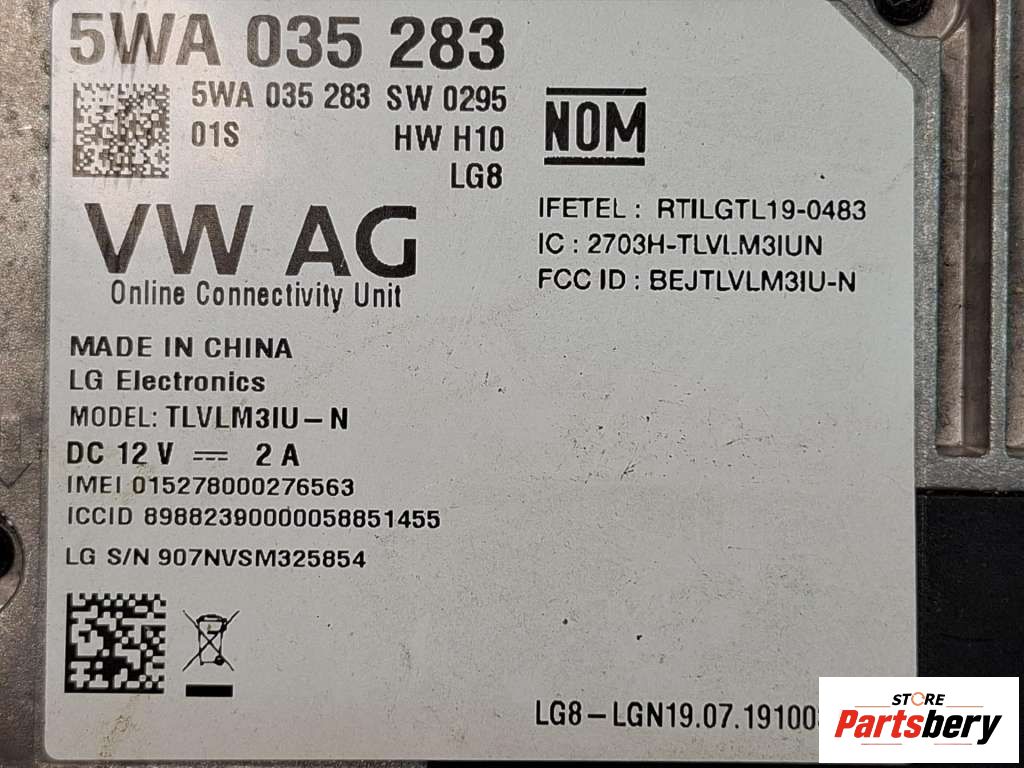 5WA 035 283
5WA 035 283 SW 0295
01S HW H10
LG8
NOM
IFETEL : RTILGTL19-0483
IC : 2703H-TLVLM3IUN
FCC ID : BEJTLVLM3IU-N
VW AG
Online Connectivity Unit
MADE IN CHINA
LG Electronics
MODEL: TLVLM3IU-N
DC 12 V 2 A
IMEI 015278000276563
ICCID 89882390000058851455
LG S/N 907NVSM325854
LG8-LGN19.07.19100
STORE
Partsbery